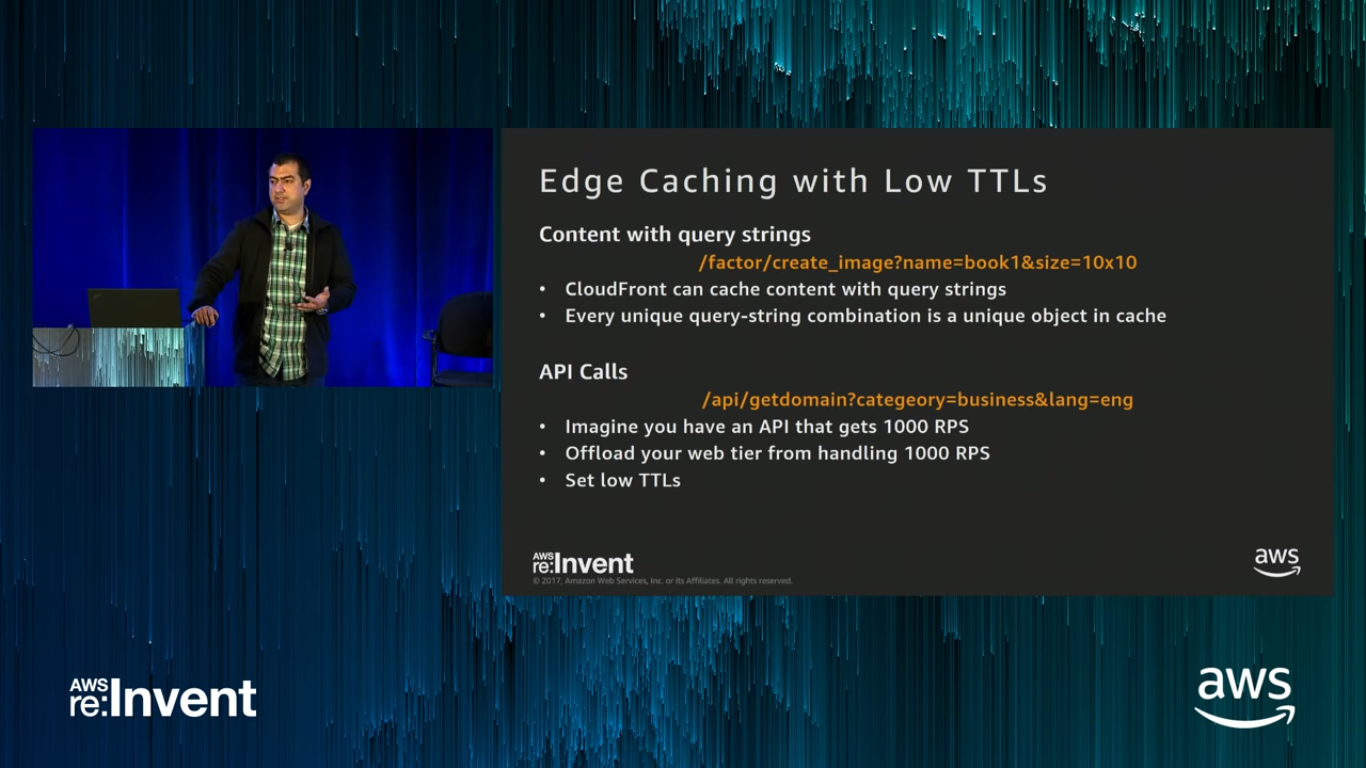 Edge Caching with Low TTLs
Content with query strings
/factor/create_image?name=book1&size=10x10
• CloudFront can cache content with query strings
• Every unique query-string combination is a unique object in cache
API Calls
/api/getdomain?categeory=business&lang=eng
• Imagine you have an API that gets 1000 RPS
• Offload your web tier from handling 1000 RPS
• Set low TTLs
AWS
re:Invent
aws
© 2017, Amazon Web Services, Inc. or its Affiliates. All rights reserved.
AWS
re:Invent
aws